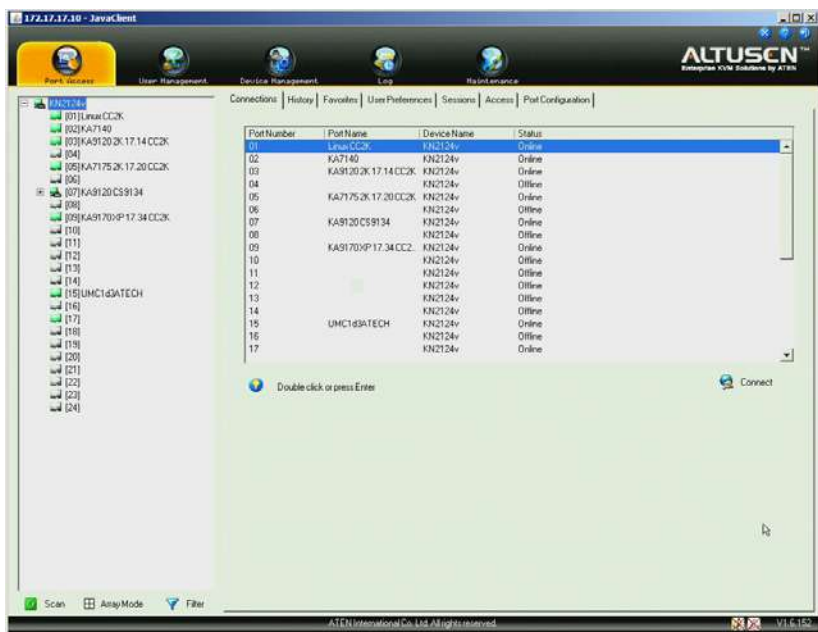 172.17.17.10 - JavaClient
Port Access
User Management
Device Management
Log
Maintenance
ALTUSEN™
Enterprise KVM Solutions by ATEN
KN2124v
[01]Linux CC2K
[02]KA7140
[03]KA9120 2K 17.14 CC2K
[04]
[05]KA7175 2K 17.20 CC2K
[06]
[07]KA9120 CS9134
[08]
[09]KA9170 XP 17.34 CC2K
[10]
[11]
[12]
[13]
[14]
[15]UMC1d3ATECH
[16]
[17]
[18]
[19]
[20]
[21]
[22]
[23]
[24]
Scan
Array Mode
Filter
Connections History Favorites User Preferences Sessions Access Port Configuration
Port Number Port Name Device Name Status
01 Linux CC2K KN2124v Online
02 KA7140 KN2124v Online
03 KA9120 2K 17.14 CC2K KN2124v Online
04 KN2124v Offline
05 KA7175 2K 17.20 CC2K KN2124v Online
06 KN2124v Offline
07 KA9120 CS9134 KN2124v Online
08 KN2124v Offline
09 KA9170 XP 17.34 CC2.. KN2124v Online
10 KN2124v Offline
11 KN2124v Offline
12 KN2124v Offline
13 KN2124v Offline
14 KN2124v Offline
15 UMC1d3ATECH KN2124v Online
16 KN2124v Offline
17 KN2124v Online
Double click or press Enter
Connect
ATEN International Co. Ltd. All rights reserved.
V1.6.152